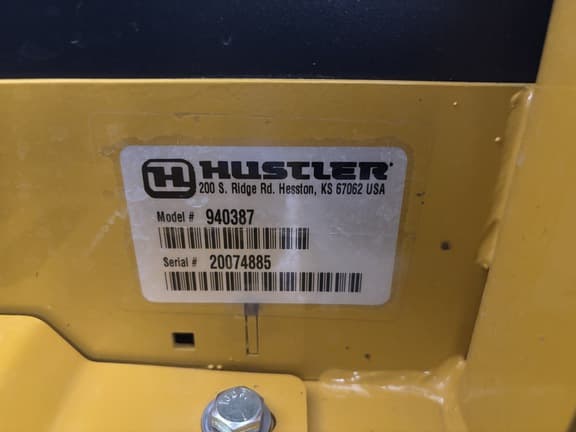 H HUSTLER
200 S. Ridge Rd. Hesston, KS 67062 USA
Model # 940387
Serial # 20074885